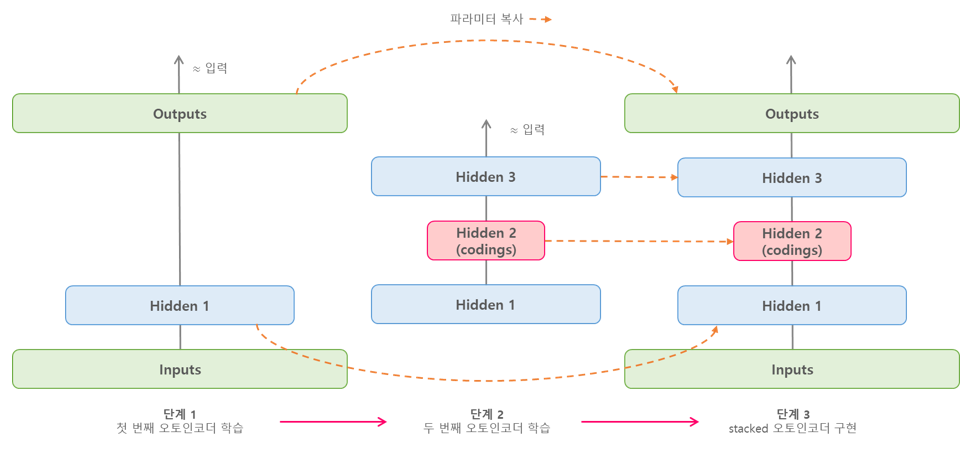 파라미터 복사
≈ 입력
Outputs
Hidden 1
Inputs
≈ 입력
Hidden 3
Hidden 2
(codings)
Hidden 1
Outputs
Hidden 3
Hidden 2
(codings)
Hidden 1
Inputs
단계 1
첫 번째 오토인코더 학습
단계 2
두 번째 오토인코더 학습
단계 3
stacked 오토인코더 구현